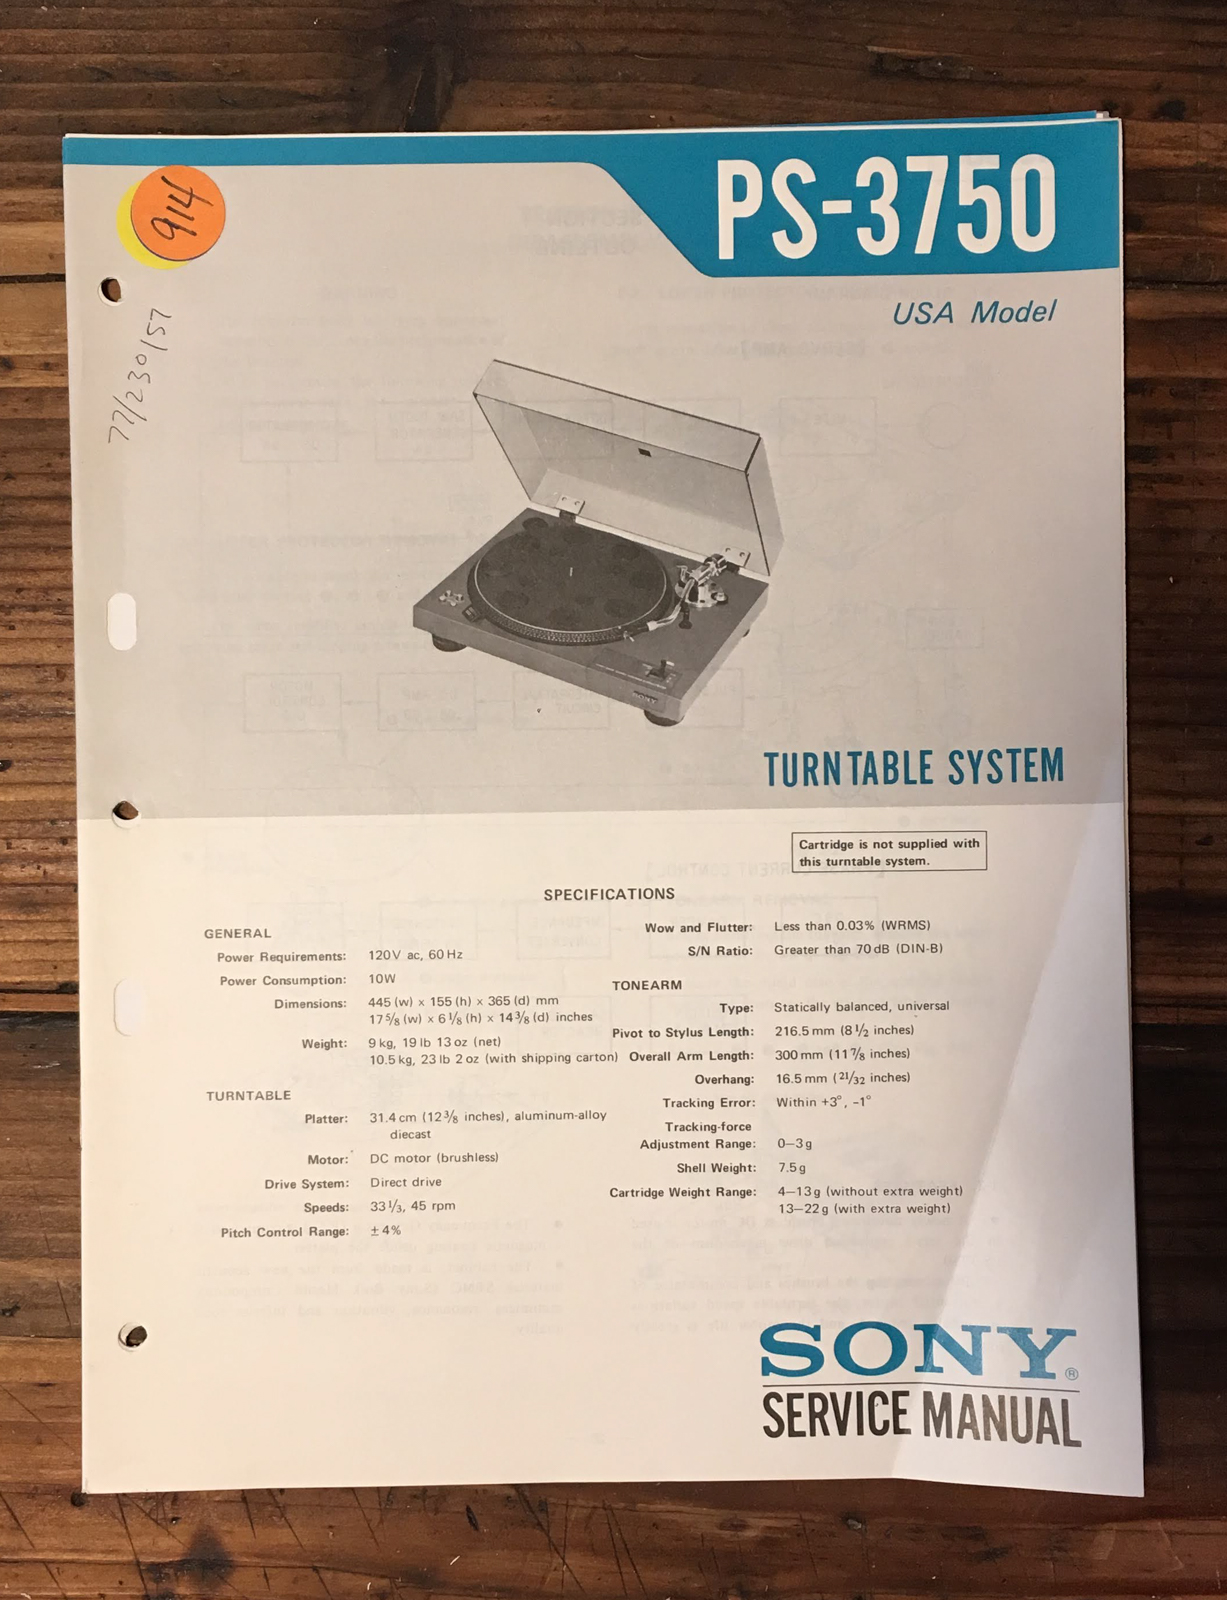 PS-3750
914
USA Model
77/230/57
SONY
TURNTABLE SYSTEM
Cartridge is not supplied with
this turntable system.
SPECIFICATIONS
GENERAL
Power Requirements: 120V ac, 60 Hz
Power Consumption: 10W
Dimensions: 445 (w) x 155 (h) x 365 (d) mm
17 5/8 (w) x 6 1/8 (h) x 14 3/8 (d) inches
Weight: 9 kg, 19 lb 13 oz (net)
10.5 kg, 23 lb 2 oz (with shipping carton)
TURNTABLE
Platter: 31.4 cm (12 3/8 inches), aluminum-alloy
diecast
Motor: DC motor (brushless)
Drive System: Direct drive
Speeds: 33 1/3, 45 rpm
Pitch Control Range: ± 4%
Wow and Flutter: Less than 0.03% (WRMS)
S/N Ratio: Greater than 70 dB (DIN-B)
TONEARM
Type: Statically balanced, universal
Pivot to Stylus Length: 216.5 mm (8 1/2 inches)
Overall Arm Length: 300 mm (11 7/8 inches)
Overhang: 16.5 mm (21/32 inches)
Tracking Error: Within +3°, -1°
Tracking-force
Adjustment Range: 0–3 g
Shell Weight: 7.5 g
Cartridge Weight Range: 4–13 g (without extra weight)
13–22 g (with extra weight)
SONY®
SERVICE MANUAL